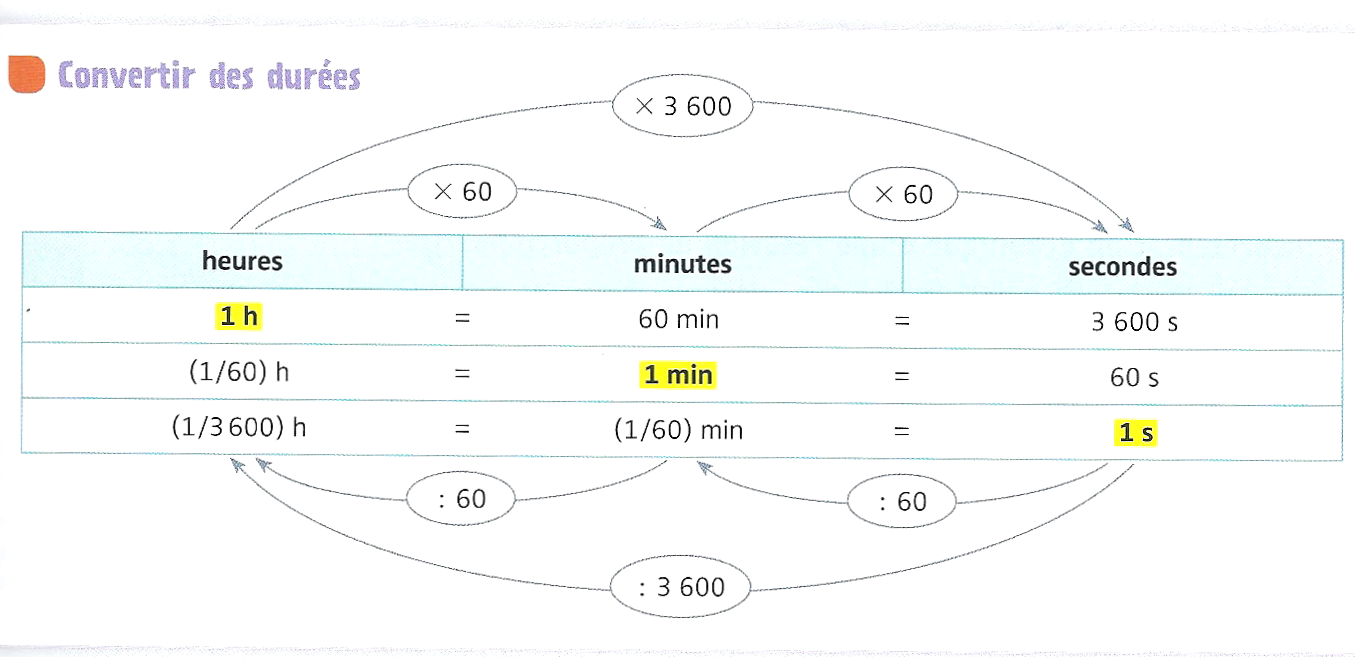 Convertir des durées
× 3 600
× 60 × 60
heures minutes secondes
1 h = 60 min = 3 600 s
(1/60) h = 1 min = 60 s
(1/3 600) h = (1/60) min = 1 s
: 60 : 60
: 3 600